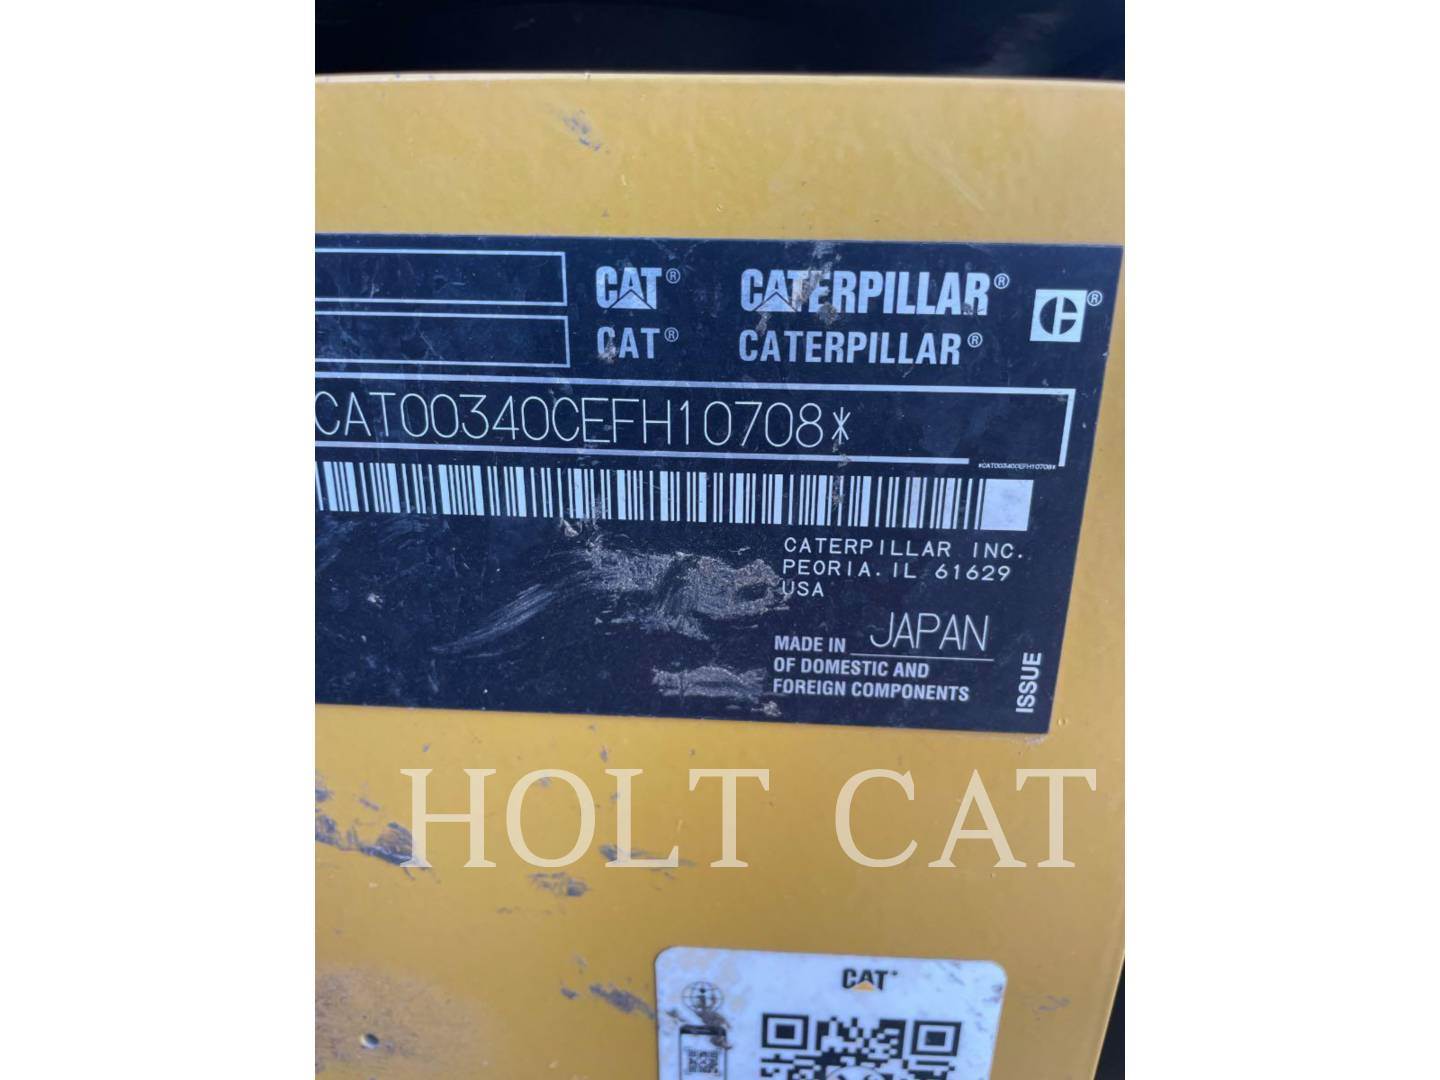 CAT® CATERPILLAR®
CAT® CATERPILLAR®
CAT00340CEFH10708*
*CAT00340CEFH10708*
CATERPILLAR INC.
PEORIA. IL 61629
USA
MADE IN JAPAN
OF DOMESTIC AND
FOREIGN COMPONENTS
ISSUE
HOLT CAT
CAT